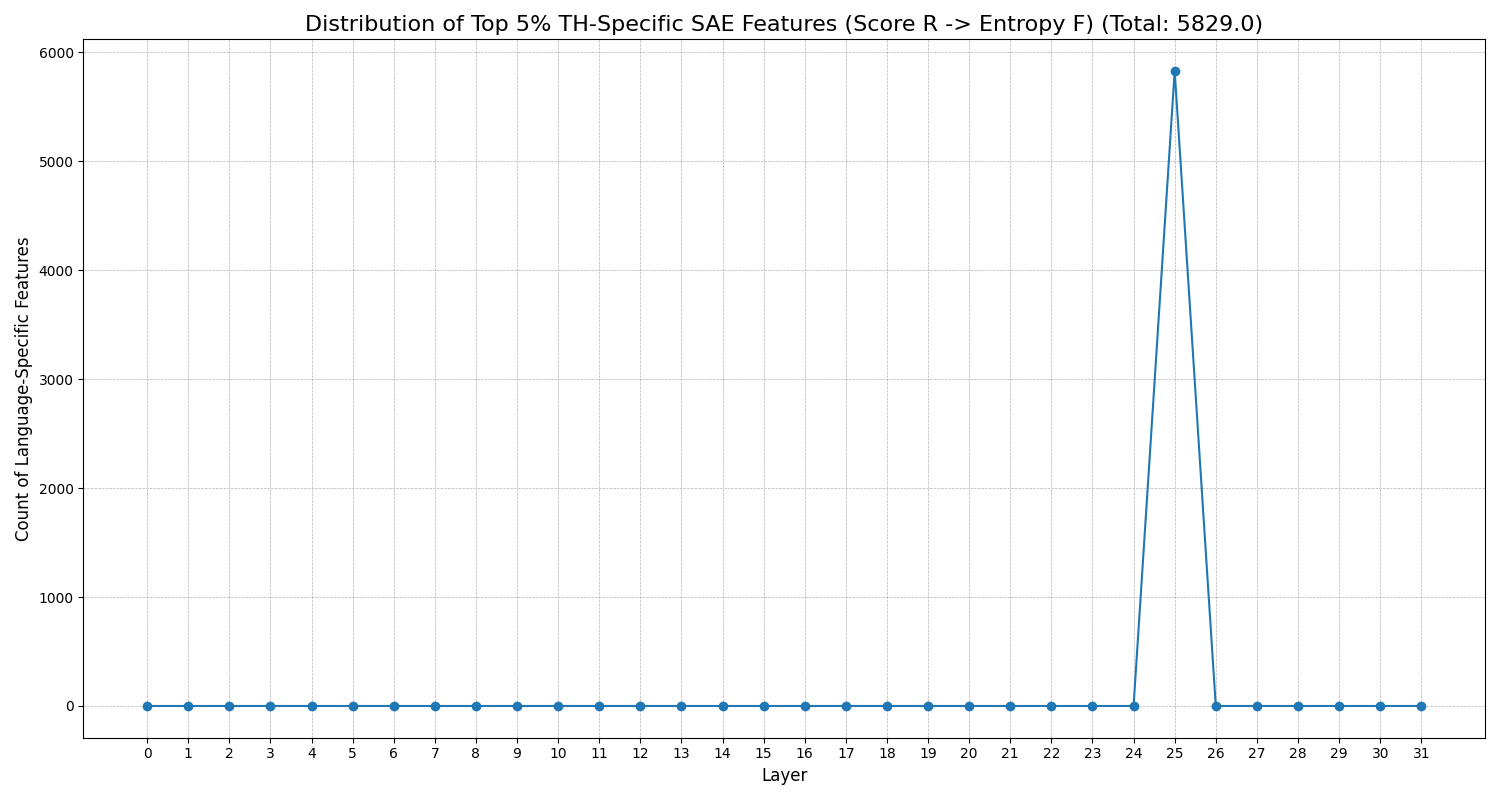 Distribution of Top 5% TH-Specific SAE Features (Score R -> Entropy F) (Total: 5829.0)
Count of Language-Specific Features
6000
5000
4000
3000
2000
1000
0
0 1 2 3 4 5 6 7 8 9 10 11 12 13 14 15 16 17 18 19 20 21 22 23 24 25 26 27 28 29 30 31
Layer